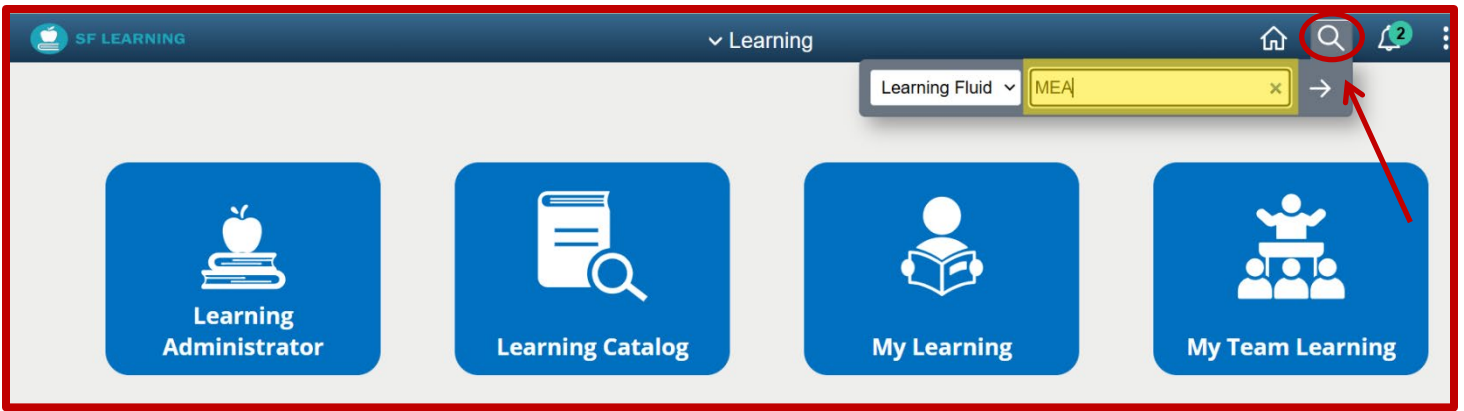 SF LEARNING
Learning
2
Learning Fluid
MEA
Learning
Administrator
Learning Catalog
My Learning
My Team Learning